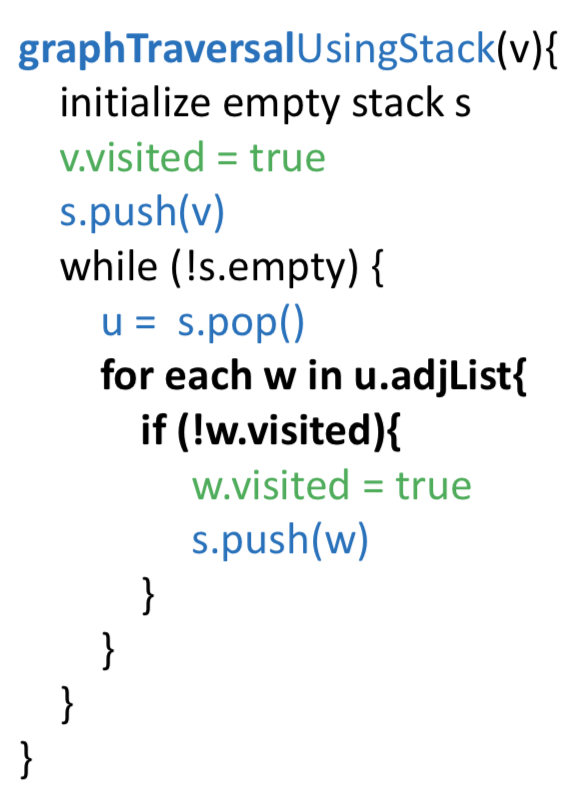 graphTraversalUsingStack(v){
initialize empty stack s
v.visited = true
s.push(v)
while (!s.empty) {
u = s.pop()
for each w in u.adjList{
if (!w.visited){
w.visited = true
s.push(w)
}
}
}
}